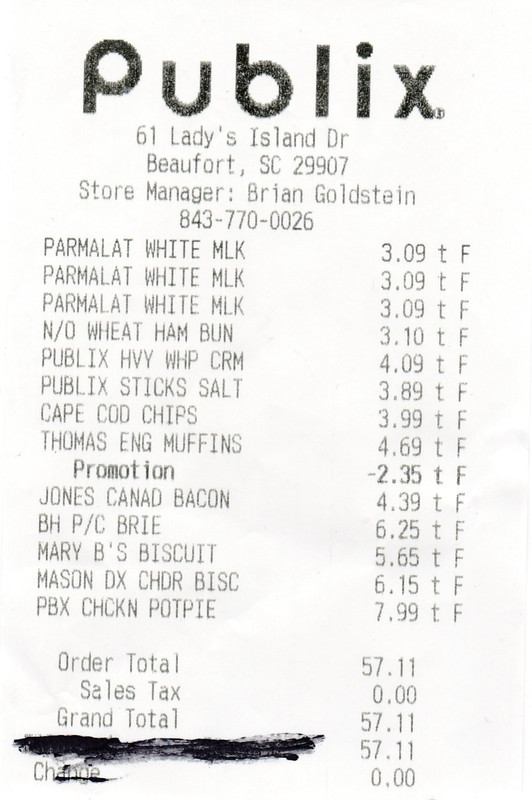 Publix
61 Lady's Island Dr
Beaufort, SC 29907
Store Manager: Brian Goldstein
843-770-0026
PARMALAT WHITE MLK 3.09 t F
PARMALAT WHITE MLK 3.09 t F
PARMALAT WHITE MLK 3.09 t F
N/O WHEAT HAM BUN 3.10 t F
PUBLIX HVY WHP CRM 4.09 t F
PUBLIX STICKS SALT 3.89 t F
CAPE COD CHIPS 3.99 t F
THOMAS ENG MUFFINS 4.69 t F
Promotion -2.35 t F
JONES CANAD BACON 4.39 t F
BH P/C BRIE 6.25 t F
MARY B'S BISCUIT 5.65 t F
MASON DX CHDR BISC 6.15 t F
PBX CHCKN POTPIE 7.99 t F
Order Total 57.11
Sales Tax 0.00
Grand Total 57.11
57.11
Change 0.00